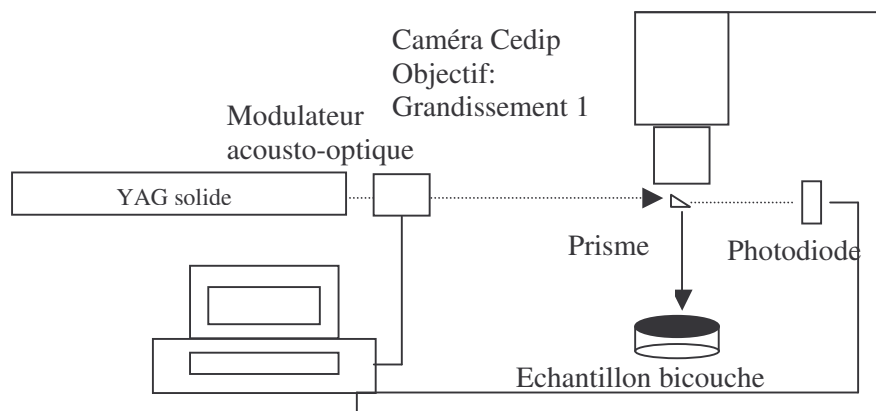 Caméra Cedip
Objectif:
Grandissement 1
Modulateur
acousto-optique
YAG solide
Prisme
Photodiode
Echantillon bicouche